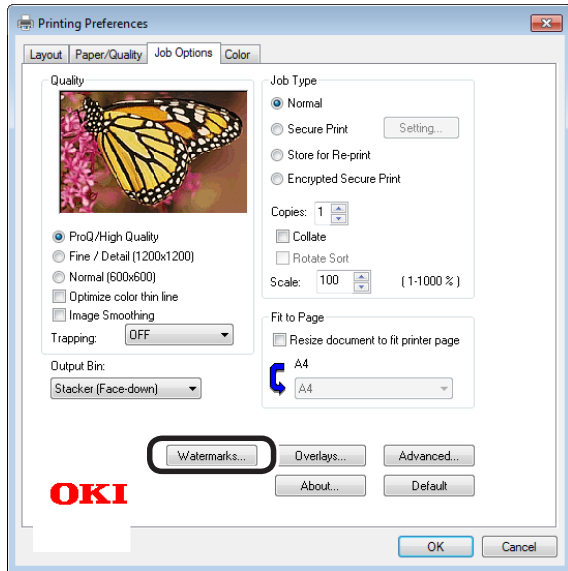 Printing Preferences
Layout Paper/Quality Job Options Color
Quality
ProQ/High Quality
Fine / Detail (1200x1200)
Normal (600x600)
Optimize color thin line
Image Smoothing
Trapping: OFF
Output Bin:
Stacker (Face-down)
Job Type
Normal
Secure Print Setting...
Store for Re-print
Encrypted Secure Print
Copies: 1
Collate
Rotate Sort
Scale: 100 (1-1000 %)
Fit to Page
Resize document to fit printer page
A4
A4
Watermarks... Overlays... Advanced...
About... Default
OKI
OK Cancel